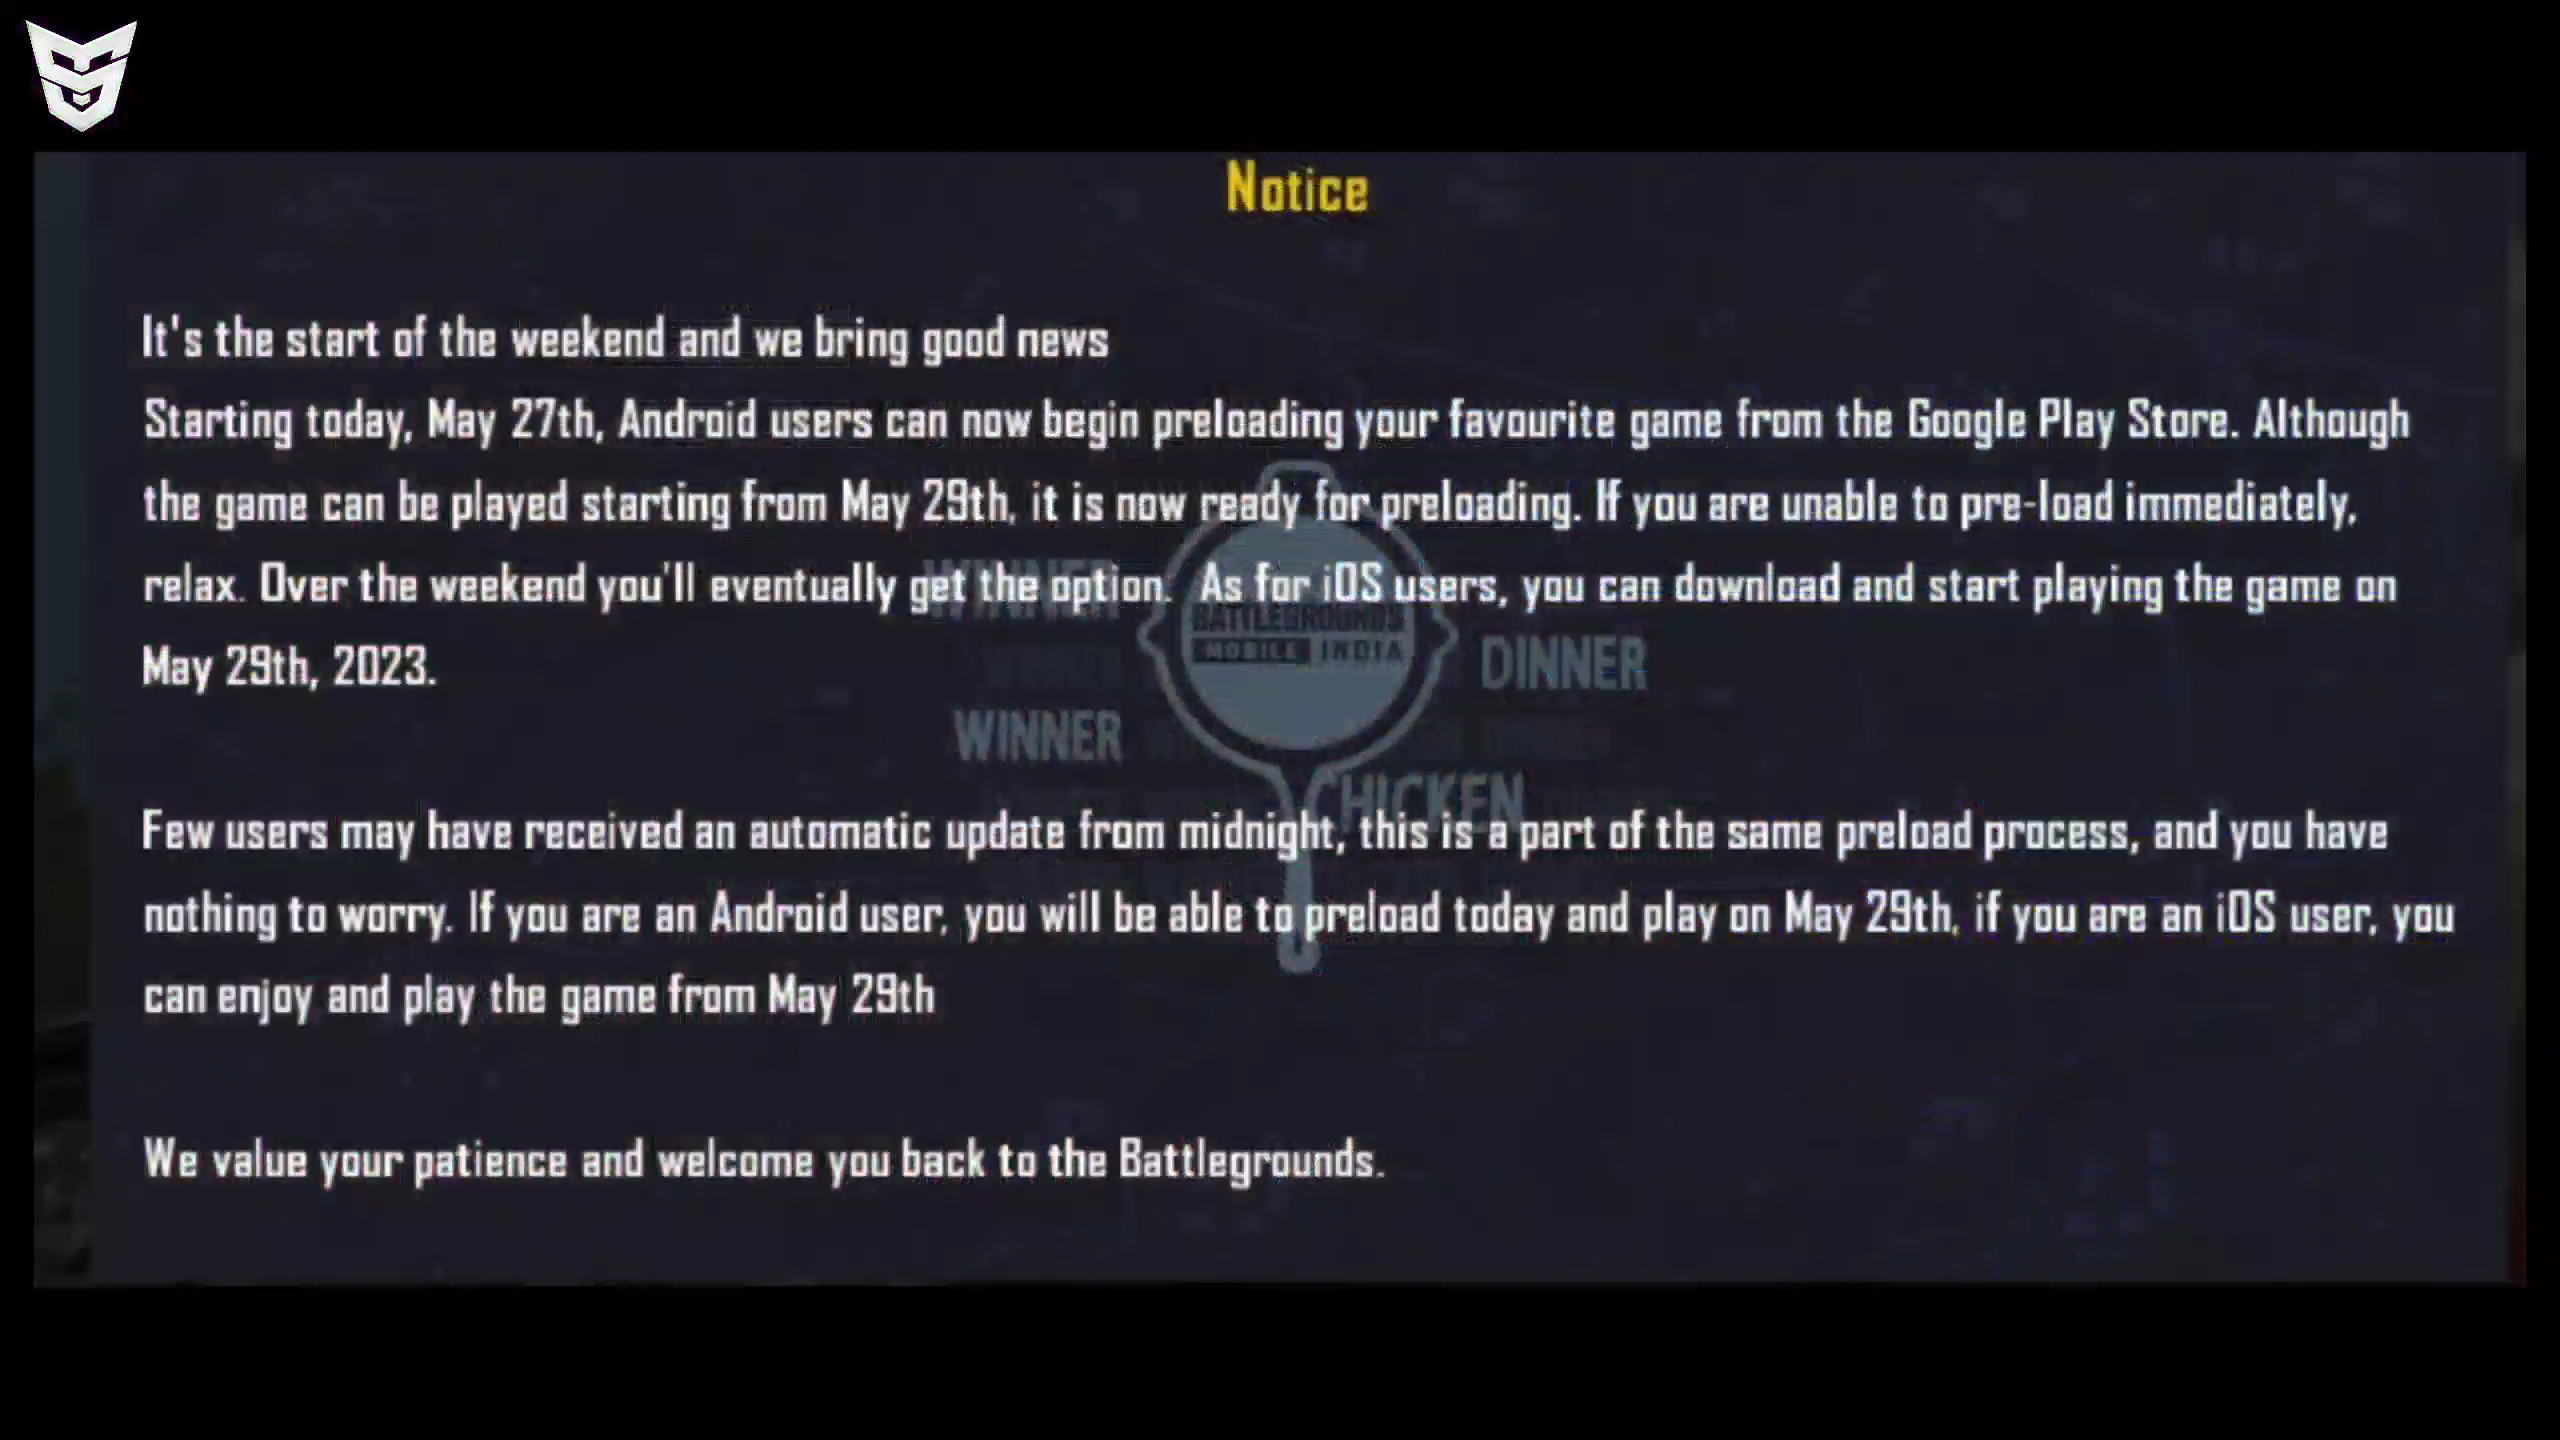 Notice
It's the start of the weekend and we bring good news
Starting today, May 27th, Android users can now begin preloading your favourite game from the Google Play Store. Although
the game can be played starting from May 29th, it is now ready for preloading. If you are unable to pre-load immediately,
relax. Over the weekend you'll eventually get the option. As for iOS users, you can download and start playing the game on
May 29th, 2023.
WINNER
BATTLEGROUNDS
MOBILE INDIA
DINNER
WINNER
CHICKEN
Few users may have received an automatic update from midnight, this is a part of the same preload process, and you have
nothing to worry. If you are an Android user, you will be able to preload today and play on May 29th, if you are an iOS user, you
can enjoy and play the game from May 29th
We value your patience and welcome you back to the Battlegrounds.